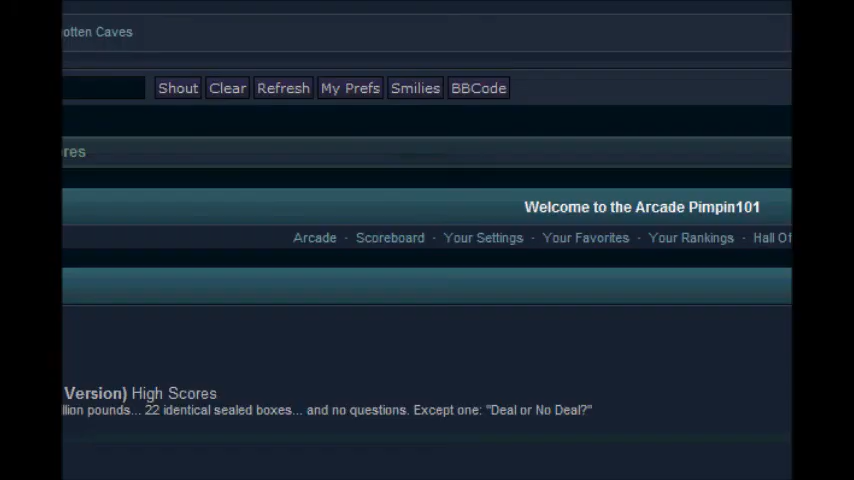 otten Caves
Shout Clear Refresh My Prefs Smilies BBCode
res
Welcome to the Arcade Pimpin101
Arcade - Scoreboard - Your Settings - Your Favorites - Your Rankings - Hall Of
Version) High Scores
llion pounds... 22 identical sealed boxes... and no questions. Except one: "Deal or No Deal?"